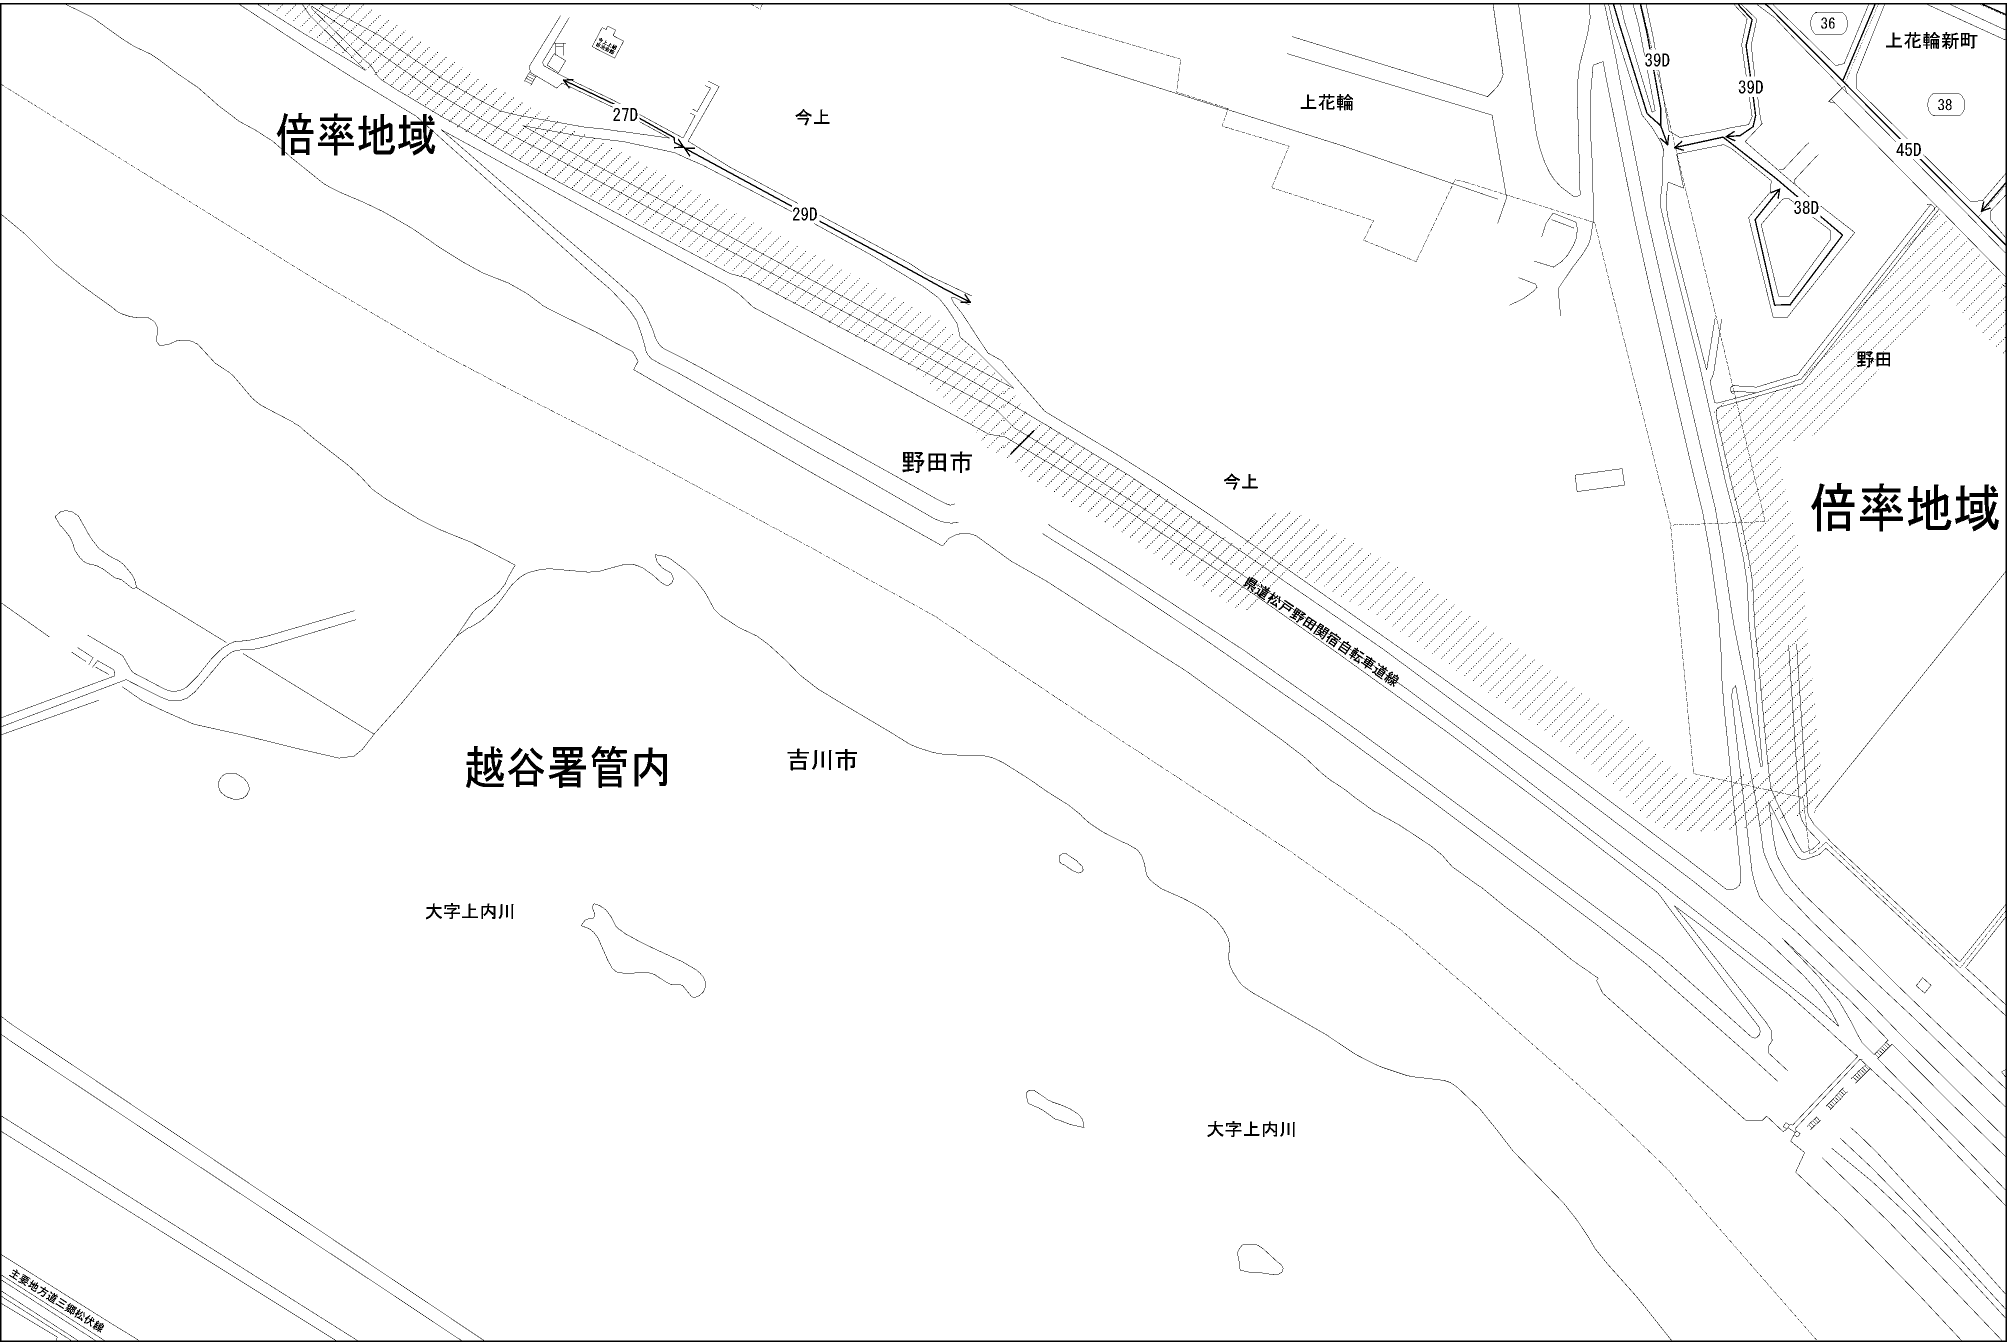 36
上花輪新町
39D
39D
38
27D
今上
上花輪
倍率地域
45D
29D
38D
野田
野田市
今上
倍率地域
県道松戸野田関宿自転車道線
越谷署管内
吉川市
大字上内川
大字上内川
主要地方道三郷松伏線